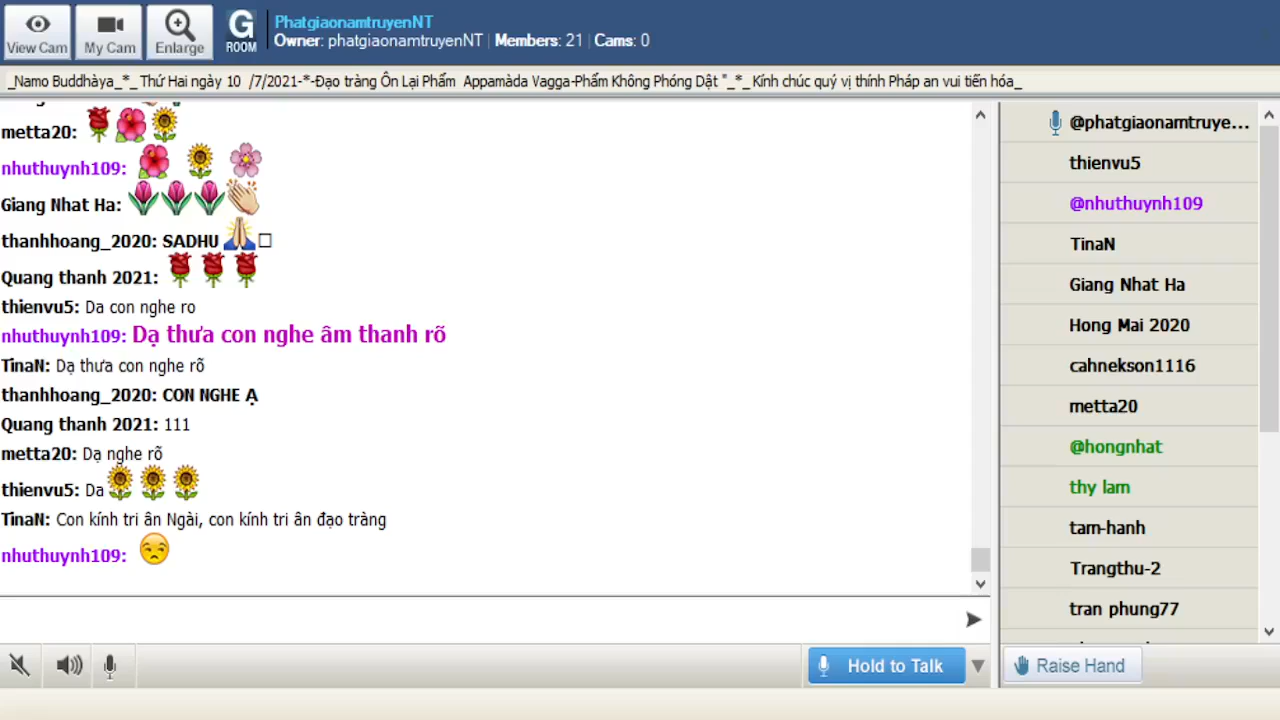 View Cam
My Cam
Enlarge
G
ROOM
PhatgiaonamtruyenNT
Owner: phatgiaonamtruyenNT | Members: 21 | Cams: 0
_Namo Buddhàya_*_ Thứ Hai ngày 10 /7/2021-*-Đạo tràng Ôn Lại Phẩm Appamàda Vagga-Phẩm Không Phóng Dật "_*_ Kính chúc quý vị thính Pháp an vui tiến hóa_
metta20:
nhuthuynh109:
Giang Nhat Ha:
thanhhoang_2020: SADHU
Quang thanh 2021:
thienvu5: Da con nghe ro
nhuthuynh109: Dạ thưa con nghe âm thanh rõ
TinaN: Dạ thưa con nghe rõ
thanhhoang_2020: CON NGHE Ạ
Quang thanh 2021: 111
metta20: Dạ nghe rõ
thienvu5: Da
TinaN: Con kính tri ân Ngài, con kính tri ân đạo tràng
nhuthuynh109:
Hold to Talk
@phatgiaonamtruye...
thienvu5
@nhuthuynh109
TinaN
Giang Nhat Ha
Hong Mai 2020
cahnekson1116
metta20
@hongnhat
thy lam
tam-hanh
Trangthu-2
tran phung77
Raise Hand